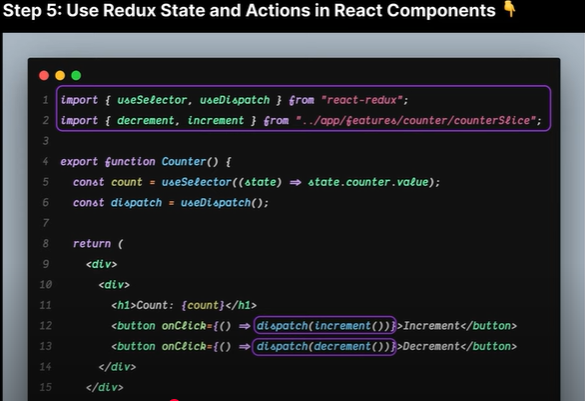 Step 5: Use Redux State and Actions in React Components 👇
1 import { useSelector, useDispatch } from "react-redux";
2 import { decrement, increment } from "../app/features/counter/counterSlice";
3
4 export function Counter() {
5 const count = useSelector((state) => state.counter.value);
6 const dispatch = useDispatch();
7
8 return (
9 <div>
10 <div>
11 <h1>Count: {count}</h1>
12 <button onClick={() => dispatch(increment())}>Increment</button>
13 <button onClick={() => dispatch(decrement())}>Decrement</button>
14 </div>
15 </div>